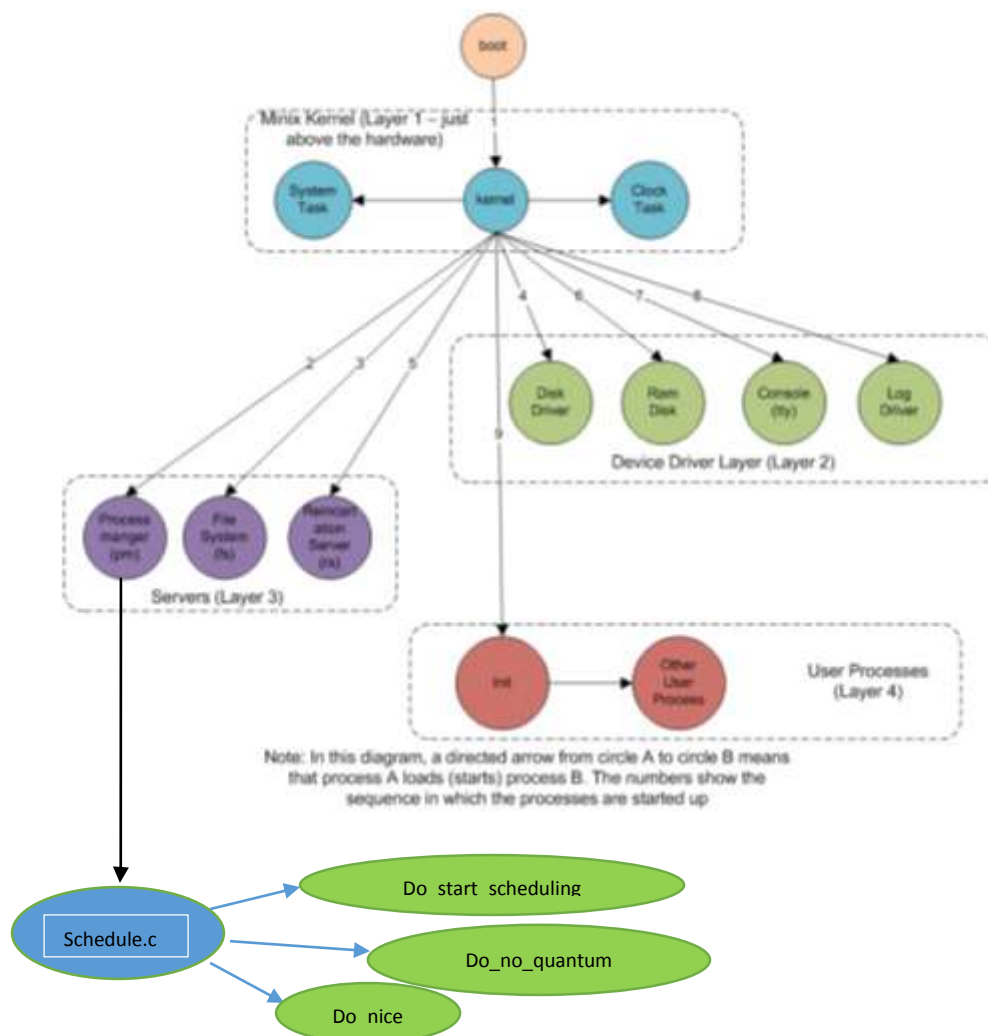 boot
Minix Kernel (Layer 1 – just
above the hardware)
System
Task
kernel
Clock
Task
2
3
5
4
6
7
8
9
Disk
Driver
Ram
Disk
Console
(tty)
Log
Driver
Device Driver Layer (Layer 2)
Process
manger
(pm)
File
System
(fs)
Reincarn
ation
Server
Servers (Layer 3)
Init
Other
User
Process
User Processes
(Layer 4)
Note: In this diagram, a directed arrow from circle A to circle B means
that process A loads (starts) process B. The numbers show the
sequence in which the processes are started up
Do_start_scheduling
Schedule.c
Do_no_quantum
Do_nice